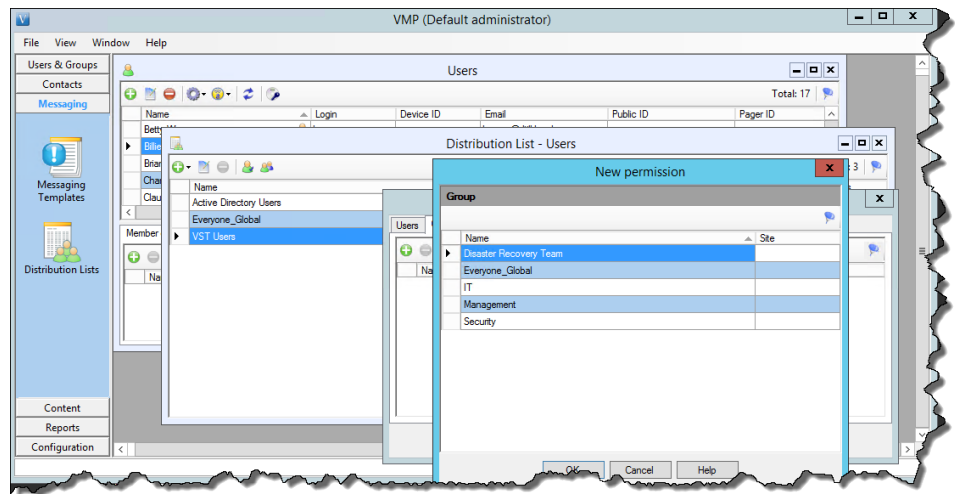 VMP (Default administrator)
File View Window Help
Users & Groups
Contacts
Messaging
Messaging
Templates
Distribution Lists
Content
Reports
Configuration
Users
Total: 17
Name Login Device ID Email Public ID Pager ID
Billie
Brian
Member
Distribution List - Users
: 3
Name
Active Directory Users
Everyone_Global
VST Users
Users
New permission
Group
Name Site
Disaster Recovery Team
Everyone_Global
IT
Management
Security
OK Cancel Help